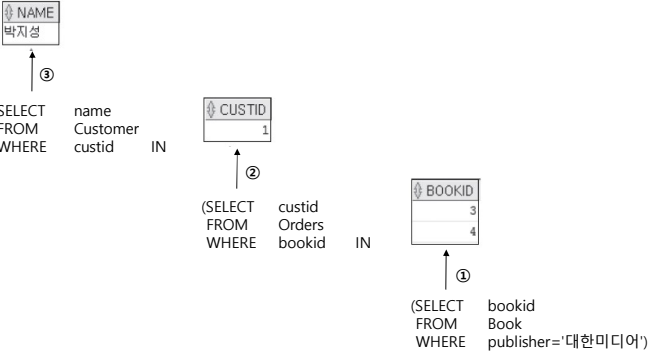 NAME
박지성
③
SELECT name
FROM Customer
WHERE custid IN
CUSTID
1
②
(SELECT custid
FROM Orders
WHERE bookid IN
BOOKID
3
4
①
(SELECT bookid
FROM Book
WHERE publisher='대한미디어')